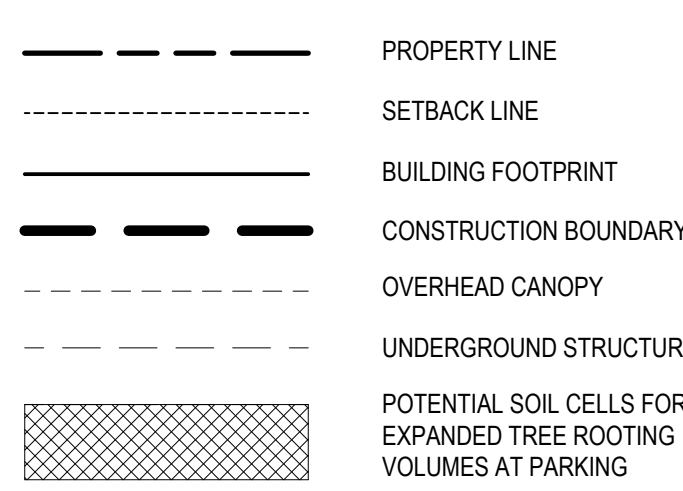 PROPERTY LINE
SETBACK LINE
BUILDING FOOTPRINT
CONSTRUCTION BOUNDARY
OVERHEAD CANOPY
UNDERGROUND STRUCTUR
POTENTIAL SOIL CELLS FOR
EXPANDED TREE ROOTING
VOLUMES AT PARKING